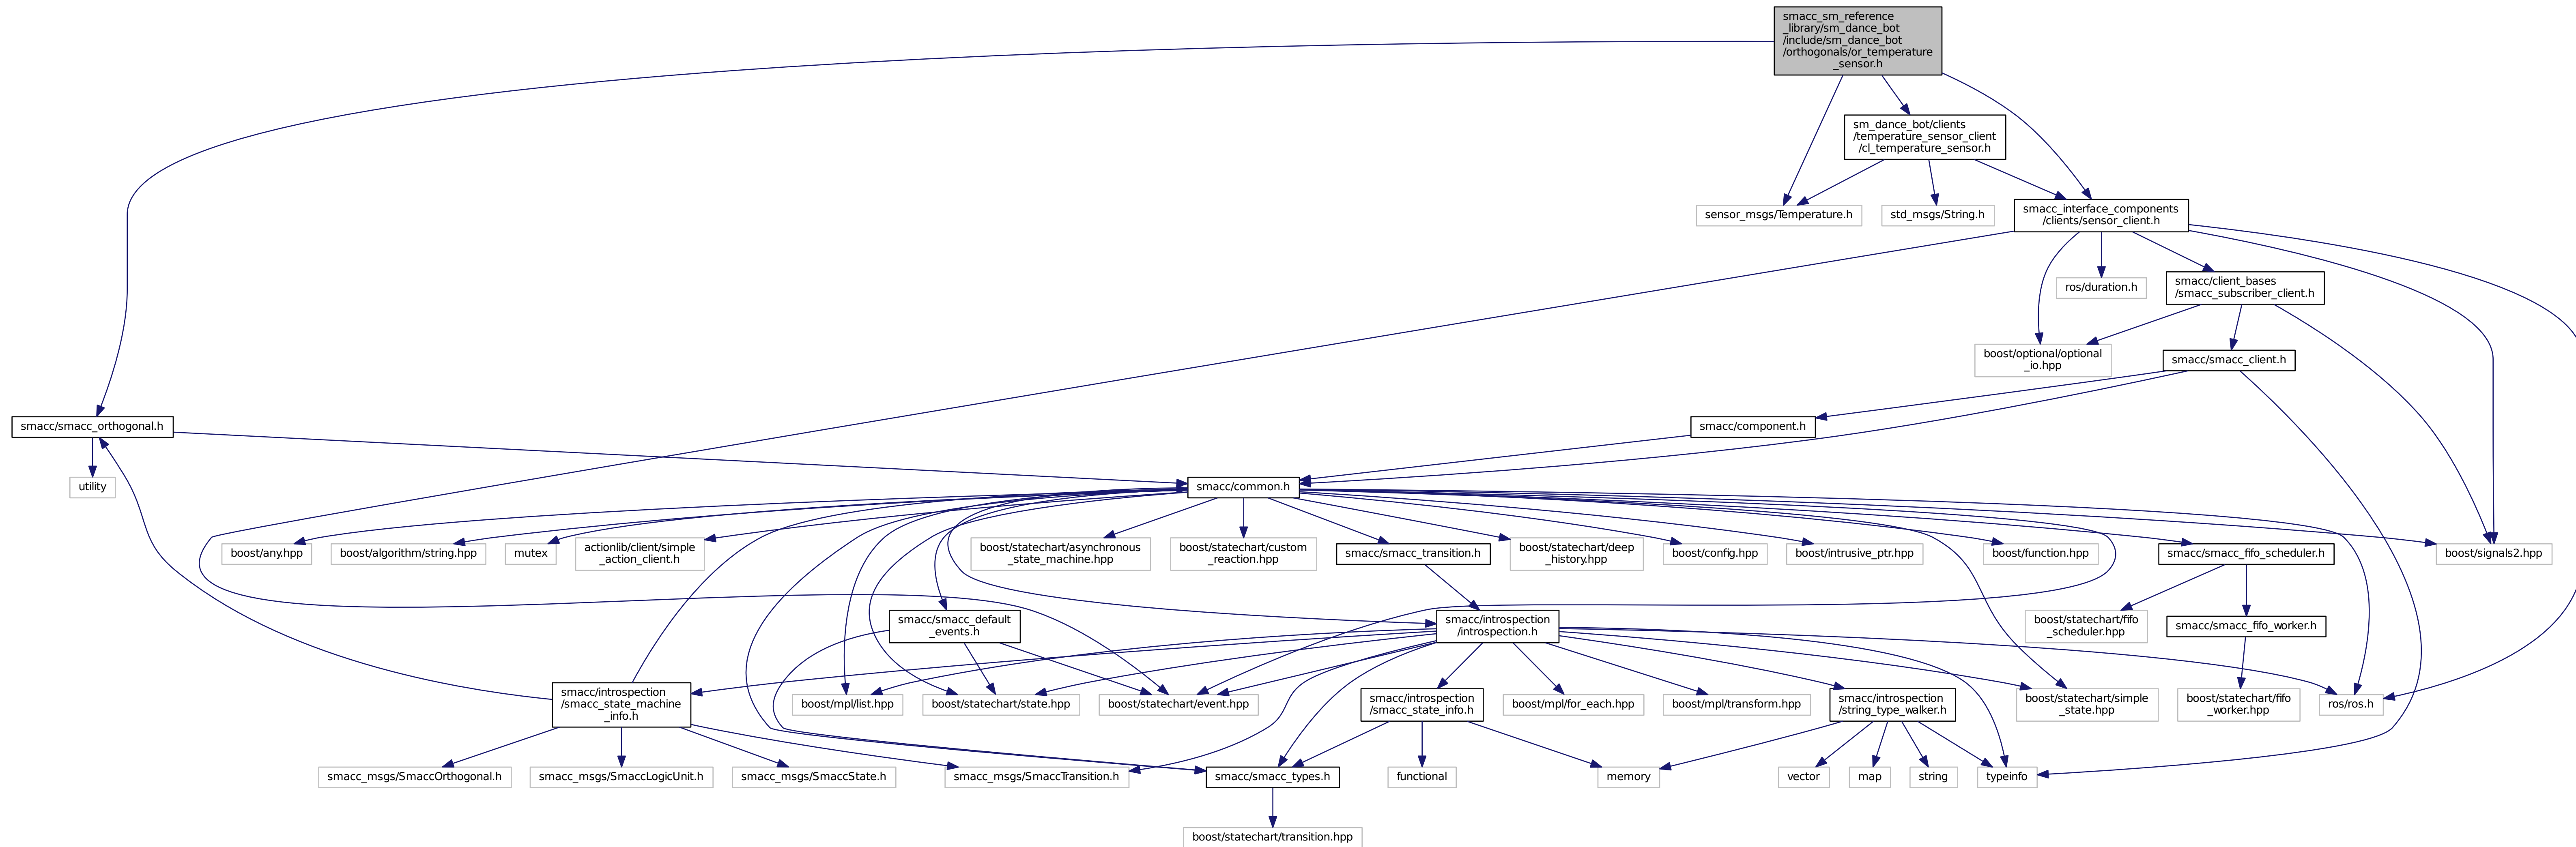 smacc_sm_reference
_library/sm_dance_bot
/include/sm_dance_bot
/orthogonals/or_temperature
_sensor.h
sm_dance_bot/clients
/temperature_sensor_client
/cl_temperature_sensor.h
sensor_msgs/Temperature.h
std_msgs/String.h
smacc_interface_components
/clients/sensor_client.h
ros/duration.h
smacc/client_bases
/smacc_subscriber_client.h
boost/optional/optional
_io.hpp
smacc/smacc_client.h
smacc/smacc_orthogonal.h
smacc/component.h
utility
smacc/common.h
boost/any.hpp
boost/algorithm/string.hpp
mutex
actionlib/client/simple
_action_client.h
boost/statechart/asynchronous
_state_machine.hpp
boost/statechart/custom
_reaction.hpp
smacc/smacc_transition.h
boost/statechart/deep
_history.hpp
boost/config.hpp
boost/intrusive_ptr.hpp
boost/function.hpp
smacc/smacc_fifo_scheduler.h
boost/signals2.hpp
smacc/smacc_default
_events.h
smacc/introspection
/introspection.h
boost/statechart/fifo
_scheduler.hpp
smacc/smacc_fifo_worker.h
smacc/introspection
/smacc_state_machine
_info.h
boost/mpl/list.hpp
boost/statechart/state.hpp
boost/statechart/event.hpp
smacc/introspection
/smacc_state_info.h
boost/mpl/for_each.hpp
boost/mpl/transform.hpp
smacc/introspection
/string_type_walker.h
boost/statechart/simple
_state.hpp
boost/statechart/fifo
_worker.hpp
ros/ros.h
smacc_msgs/SmaccOrthogonal.h
smacc_msgs/SmaccLogicUnit.h
smacc_msgs/SmaccState.h
smacc_msgs/SmaccTransition.h
smacc/smacc_types.h
functional
memory
vector
map
string
typeinfo
boost/statechart/transition.hpp